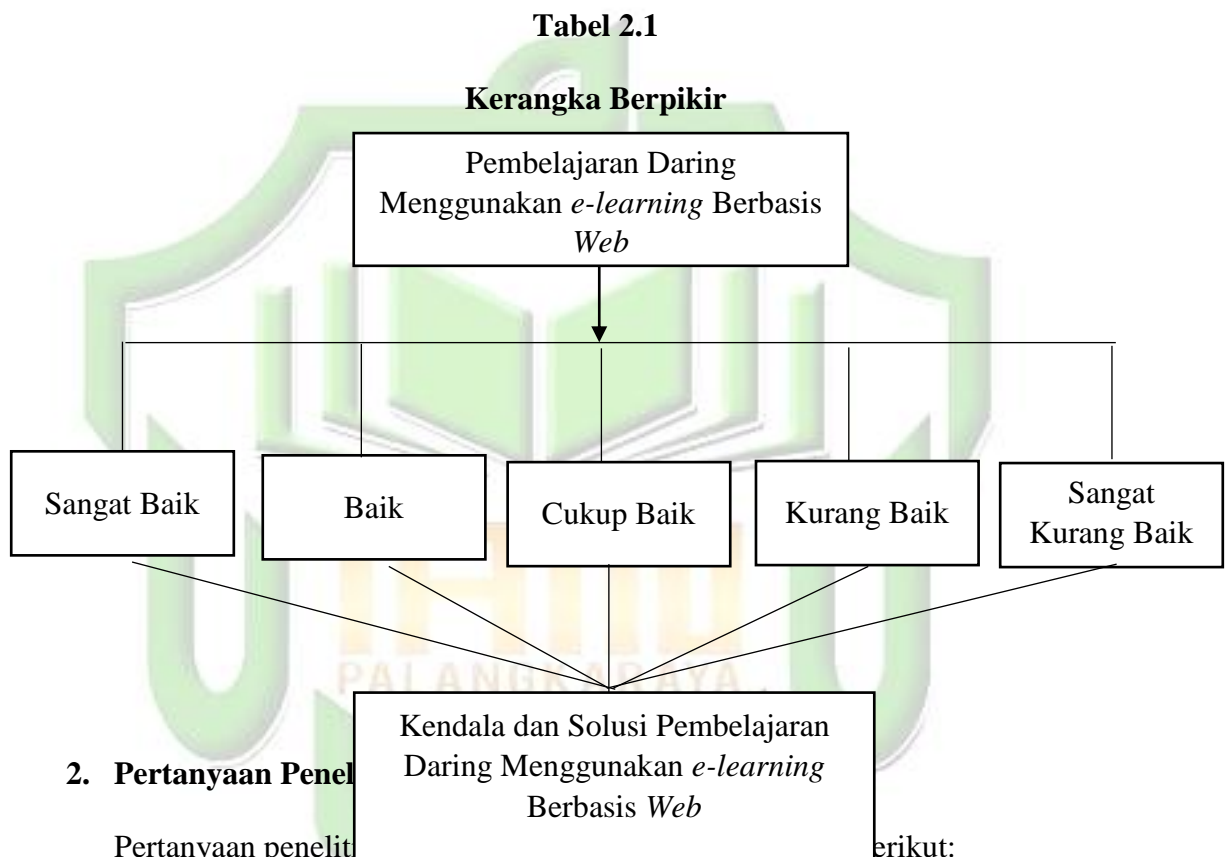 Tabel 2.1
Kerangka Berpikir
Pembelajaran Daring
Menggunakan e-learning Berbasis
Web
Sangat Baik
Baik
Cukup Baik
Kurang Baik
Sangat
Kurang Baik
PALANGKARAYA
Kendala dan Solusi Pembelajaran
Daring Menggunakan e-learning
Berbasis Web
2. Pertanyaan Penel
Pertanyaan penelit erikut: